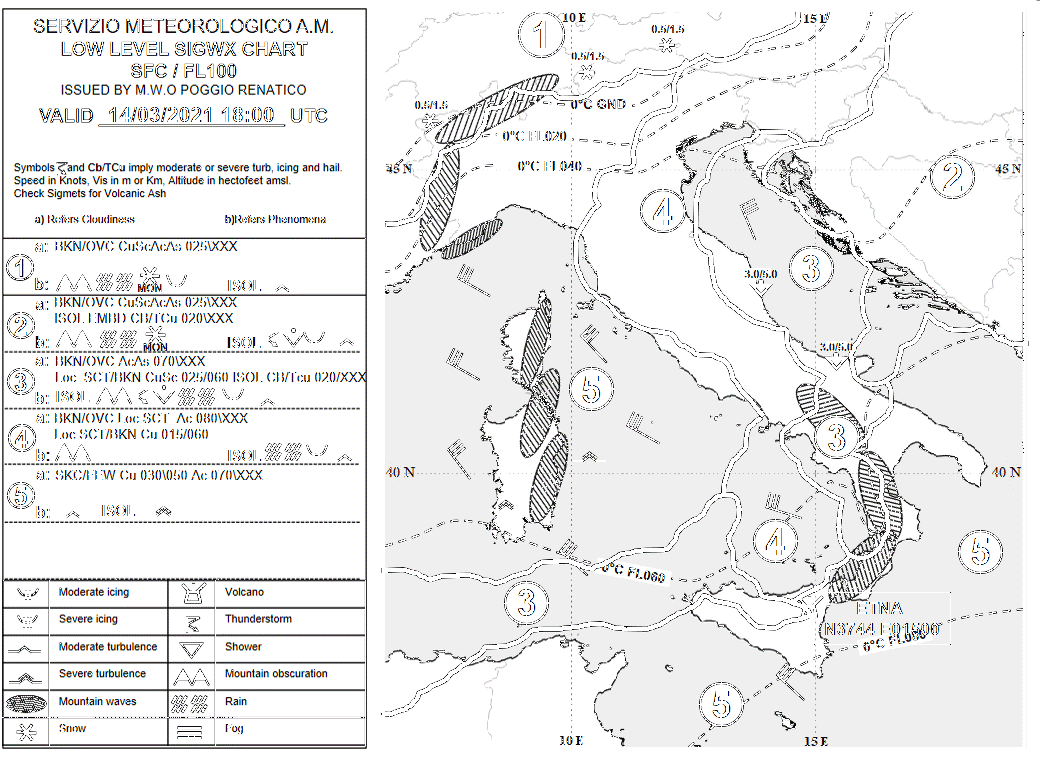 SERVIZIO METEOROLOGICO A.M.
LOW LEVEL SIGWX CHART
SFC / FL100
ISSUED BY M.W.O POGGIO RENATICO
VALID 14/03/2021 18:00 UTC
Symbols and Cb/TCu imply moderate or severe turb, icing and hail.
Speed in Knots, Vis in m or Km, Altitude in hectofeet amsl.
Check Sigmets for Volcanic Ash
a) Refers Cloudiness b)Refers Phenomena
1
a: BKN/OVC CuScAcAs 025\XXX
b: MON ISOL
2
a: BKN/OVC CuScAcAs 025\XXX
ISOL EMBD CB/TCu 020\XXX
b: MON ISOL
3
a: BKN/OVC AcAs 070\XXX
Loc SCT/BKN CuSc 025/060 ISOL CB/Tcu 020/XXX
b: ISOL
4
a: BKN/OVC Loc SCT Ac 080\XXX
Loc SCT/BKN Cu 015/060
b: ISOL
5
a: SKC/FEW Cu 030\050 Ac 070\XXX
b: ISOL
Moderate icing Volcano
Severe icing Thunderstorm
Moderate turbulence Shower
Severe turbulence Mountain obscuration
Mountain waves Rain
Snow Fog
10 E 15 E
1
0.5/1.5
0.5/1.5
0.5/1.5
0°C GND
0°C FL020
0°C FL040
45 N 45 N
2
4
3
3.0/5.0
3.0/5.0
5
3
40 N 40 N
4
5
0°C FL060
3
ETNA
N3744 E01500
5
10 E 15 E